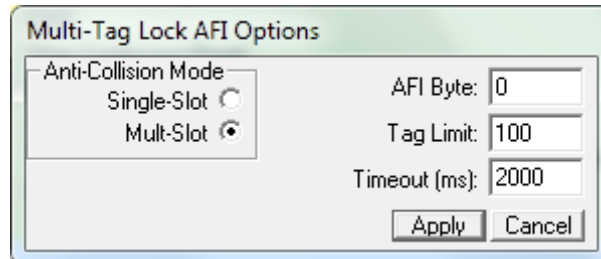 Multi-Tag Lock AFI Options
Anti-Collision Mode
Single-Slot
Mult-Slot
AFI Byte: 0
Tag Limit: 100
Timeout (ms): 2000
Apply Cancel